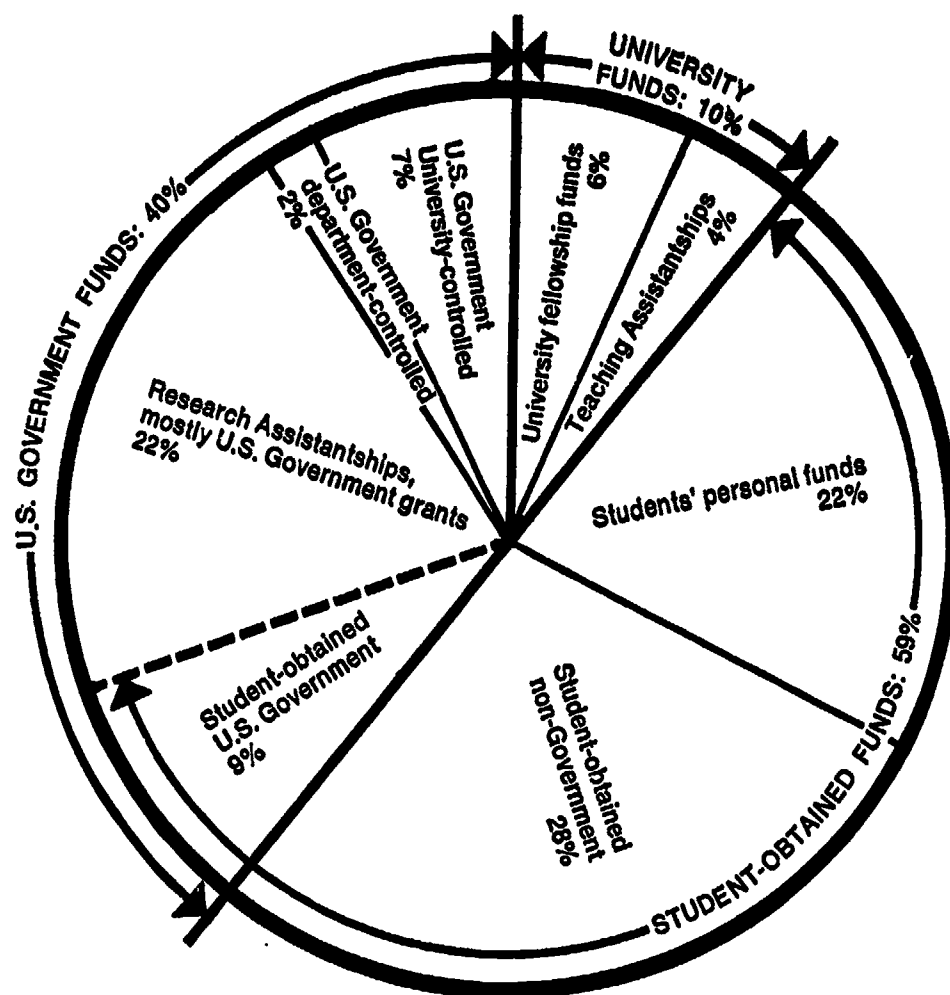 UNIVERSITY
FUNDS: 10%
U.S. GOVERNMENT FUNDS: 40%
U.S. Government
University-controlled
7%
U.S. Government
department-controlled
2%
University fellowship funds
6%
Teaching Assistantships
4%
Research Assistantships,
mostly U.S. Government grants
22%
Students' personal funds
22%
Student-obtained
U.S. Government
9%
Student-obtained
non-Government
28%
STUDENT-OBTAINED FUNDS: 59%